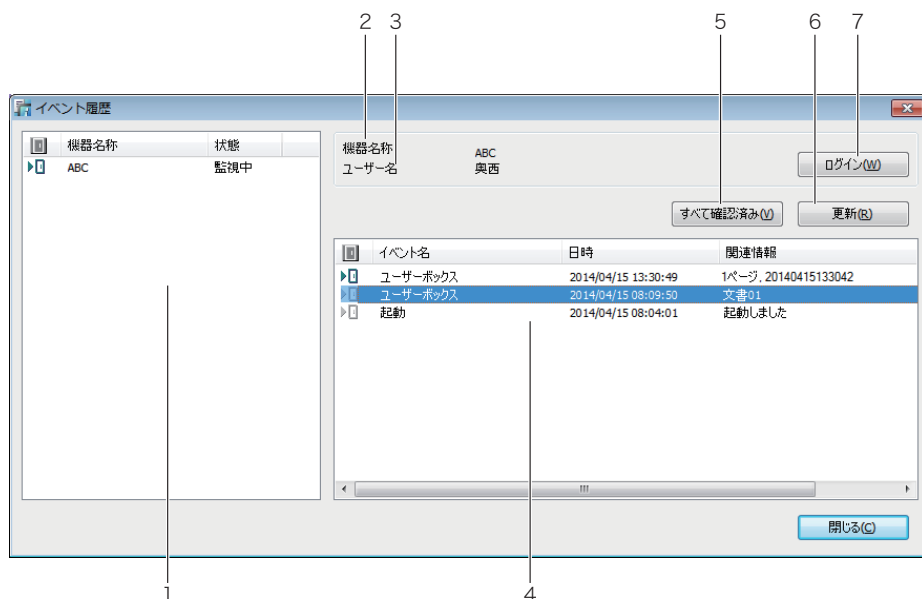 2 3 5 6 7
イベント履歴
機器名称 状態
ABC 監視中
機器名称 ABC
ユーザー名 奥西
ログイン(W)
すべて確認済み(V) 更新(R)
イベント名 日時 関連情報
ユーザーボックス 2014/04/15 13:30:49 1ページ, 20140415133042
ユーザーボックス 2014/04/15 08:09:50 文書01
起動 2014/04/15 08:04:01 起動しました
閉じる(C)
1 4